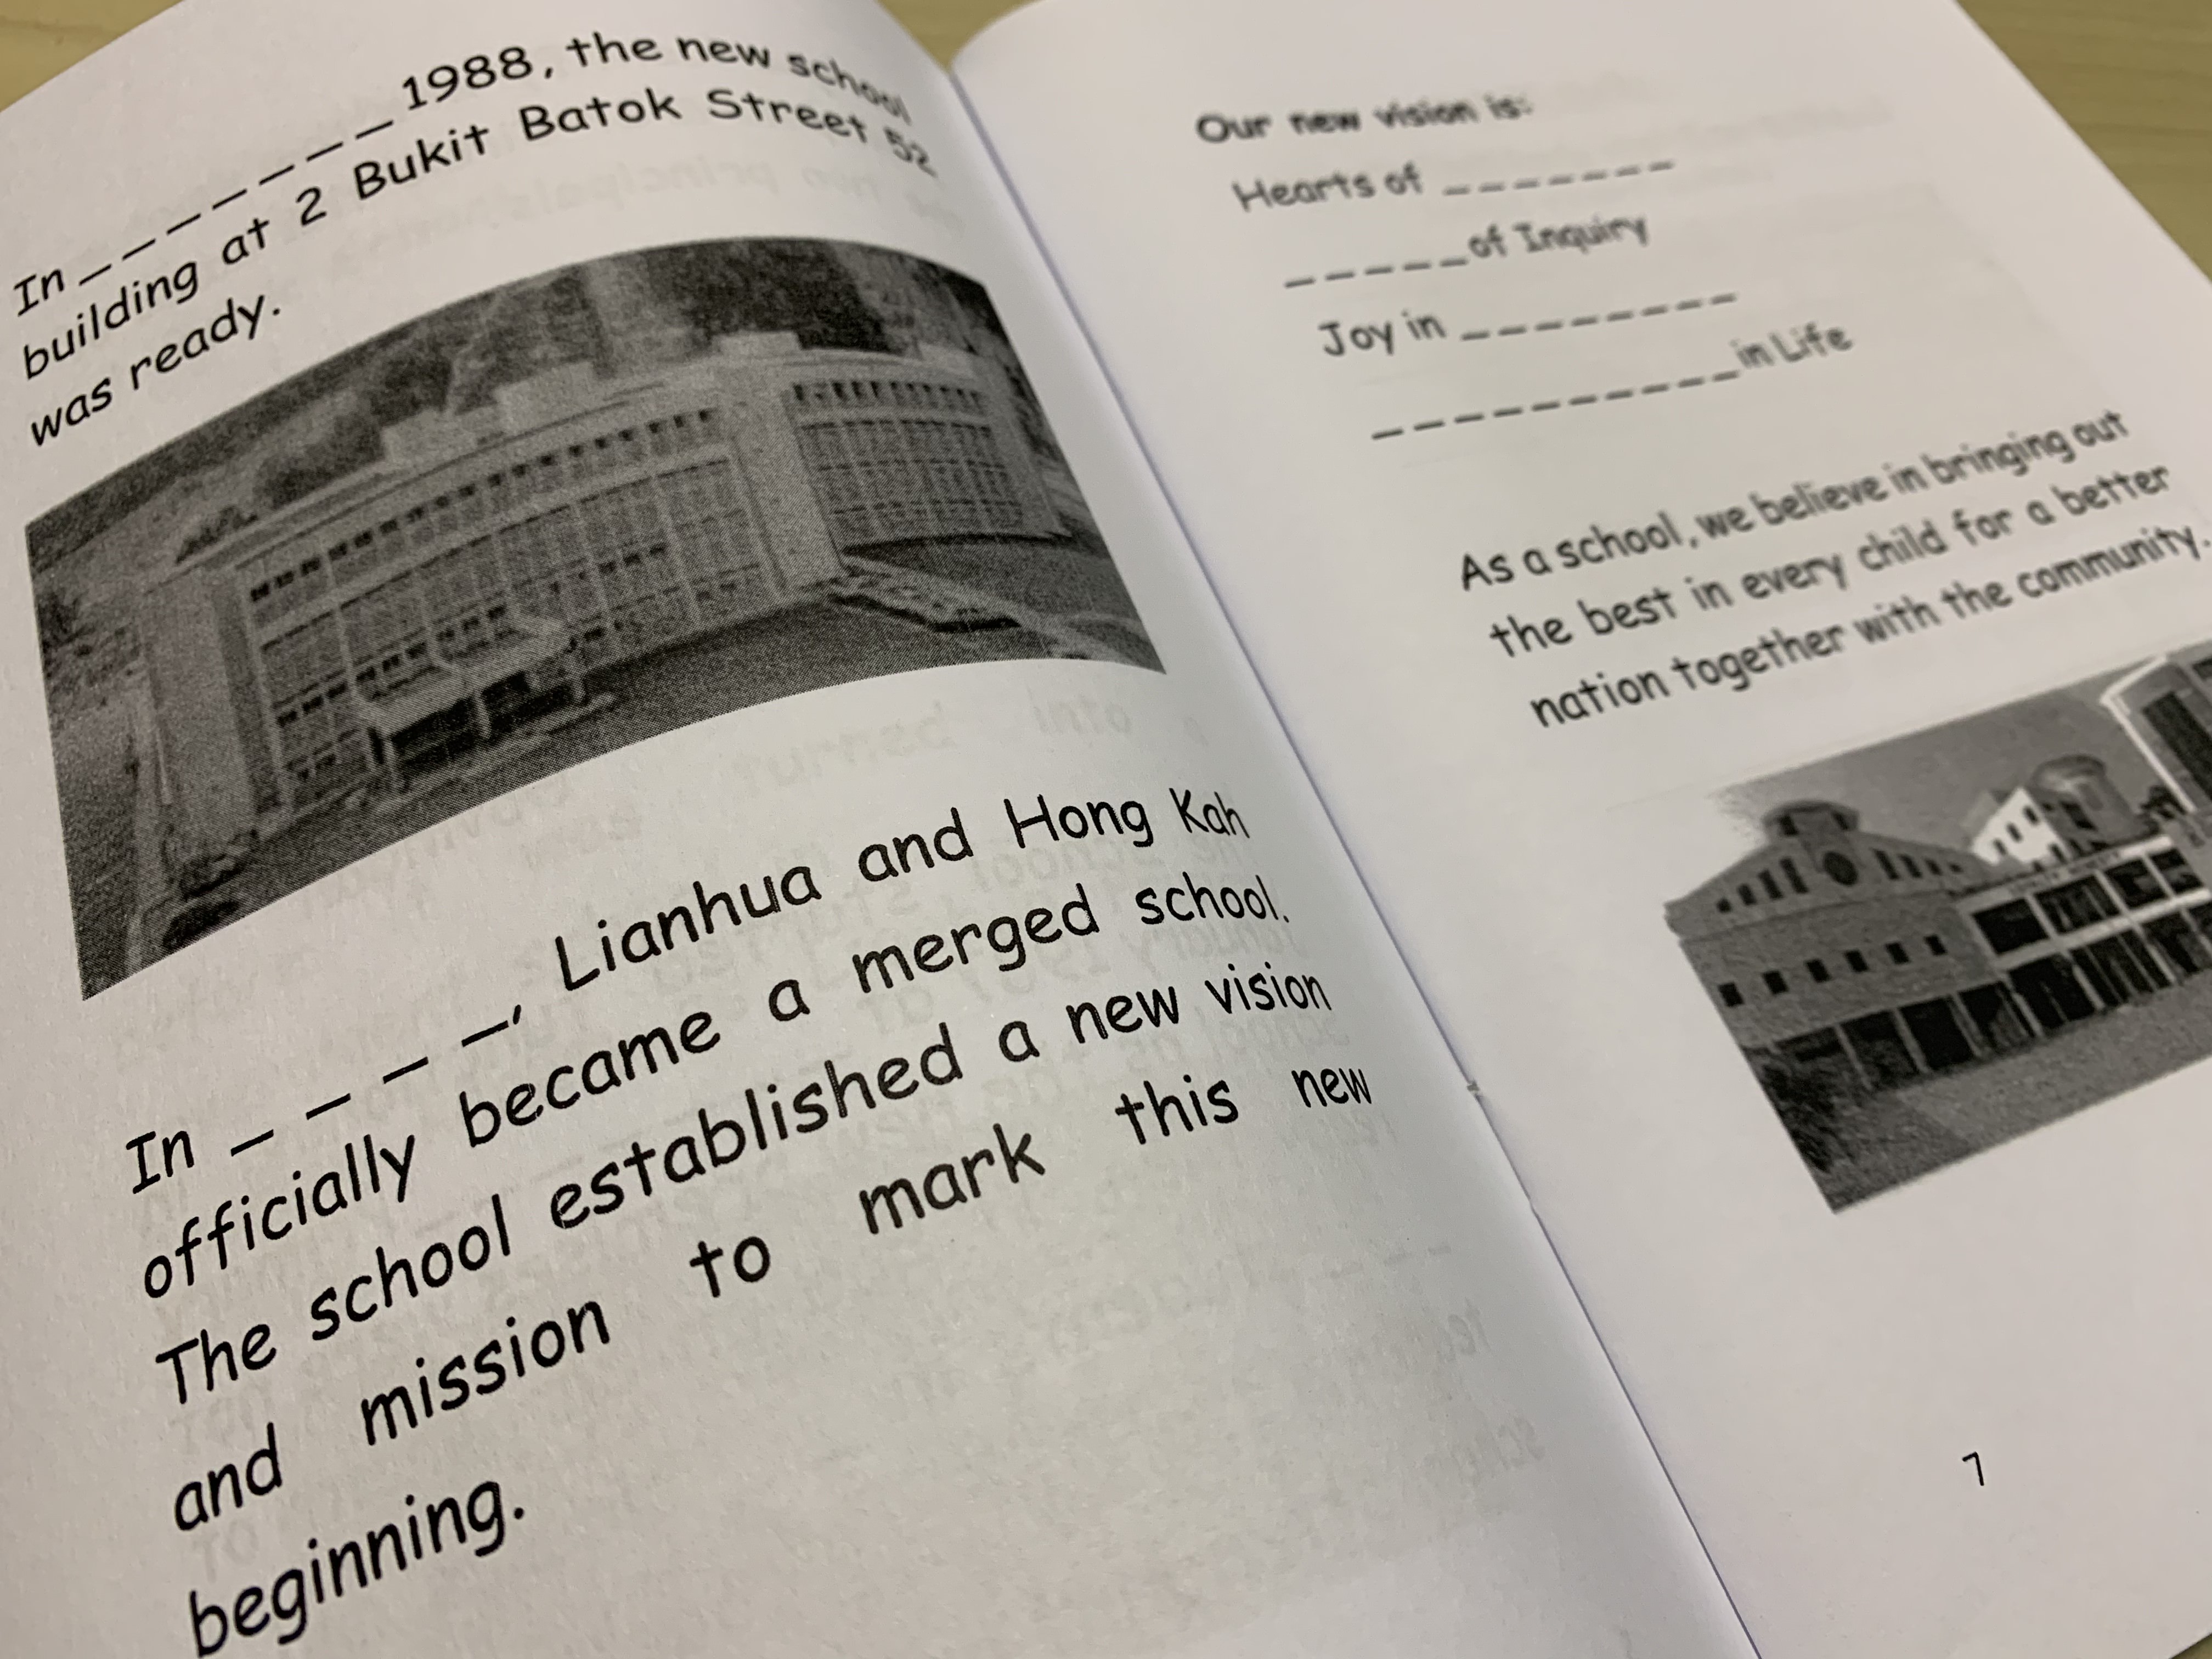 In _ _ _ _ _ _ _ 1988, the new school
building at 2 Bukit Batok Street 52
was ready.
In _ _ _ _, Lianhua and Hong Kah
officially became a merged school.
The school established a new vision
and mission to mark this new
beginning.
Our new vision is:
Hearts of _ _ _ _ _ _ _
_ _ _ _ _ of Inquiry
Joy in _ _ _ _ _ _ _ _
_ _ _ _ _ _ _ _ _ _ in Life
As a school, we believe in bringing out
the best in every child for a better
nation together with the community.
7